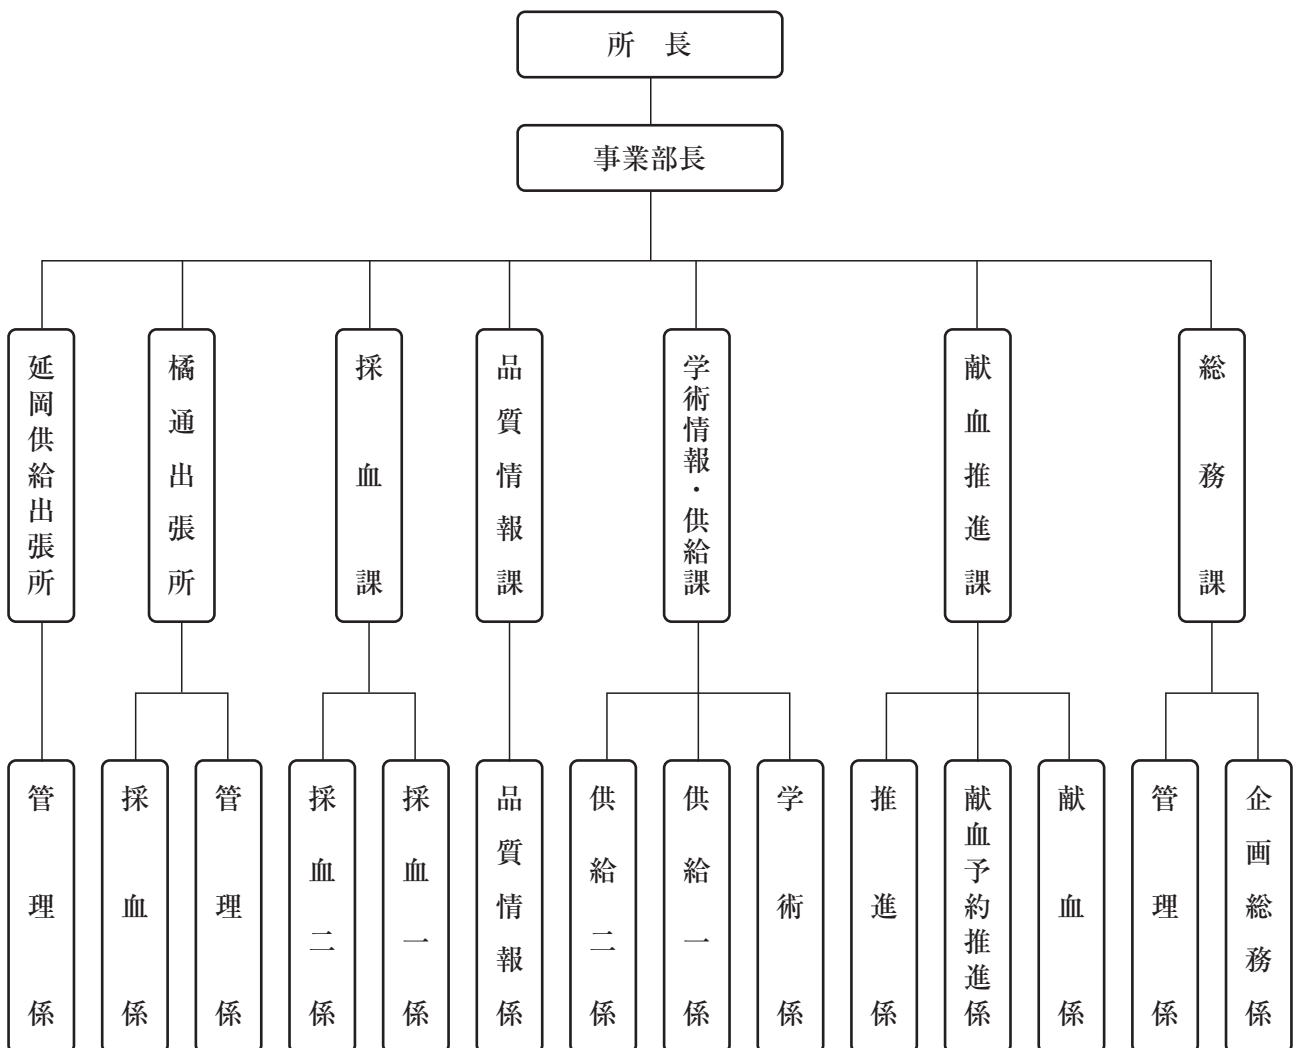 所　長
事業部長
総務課
献血推進課
学術情報・供給課
品質情報課
採血課
橘通出張所
延岡供給出張所
企画総務係
管理係
献血係
献血予約推進係
推進係
学術係
供給一係
供給二係
品質情報係
採血一係
採血二係
管理係
採血係
管理係